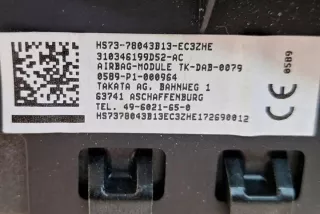 HS73-78043B13-EC3ZHE
310346199D52-AC
AIRBAG-MODULE TK-DAB-0079
0589-P1-000964
TAKATA AG, BAHNWEG 1
63741 ASCHAFFENBURG
TEL. 49-6021-65-0
HS7378043B13EC3ZHE172690012
CE
0589